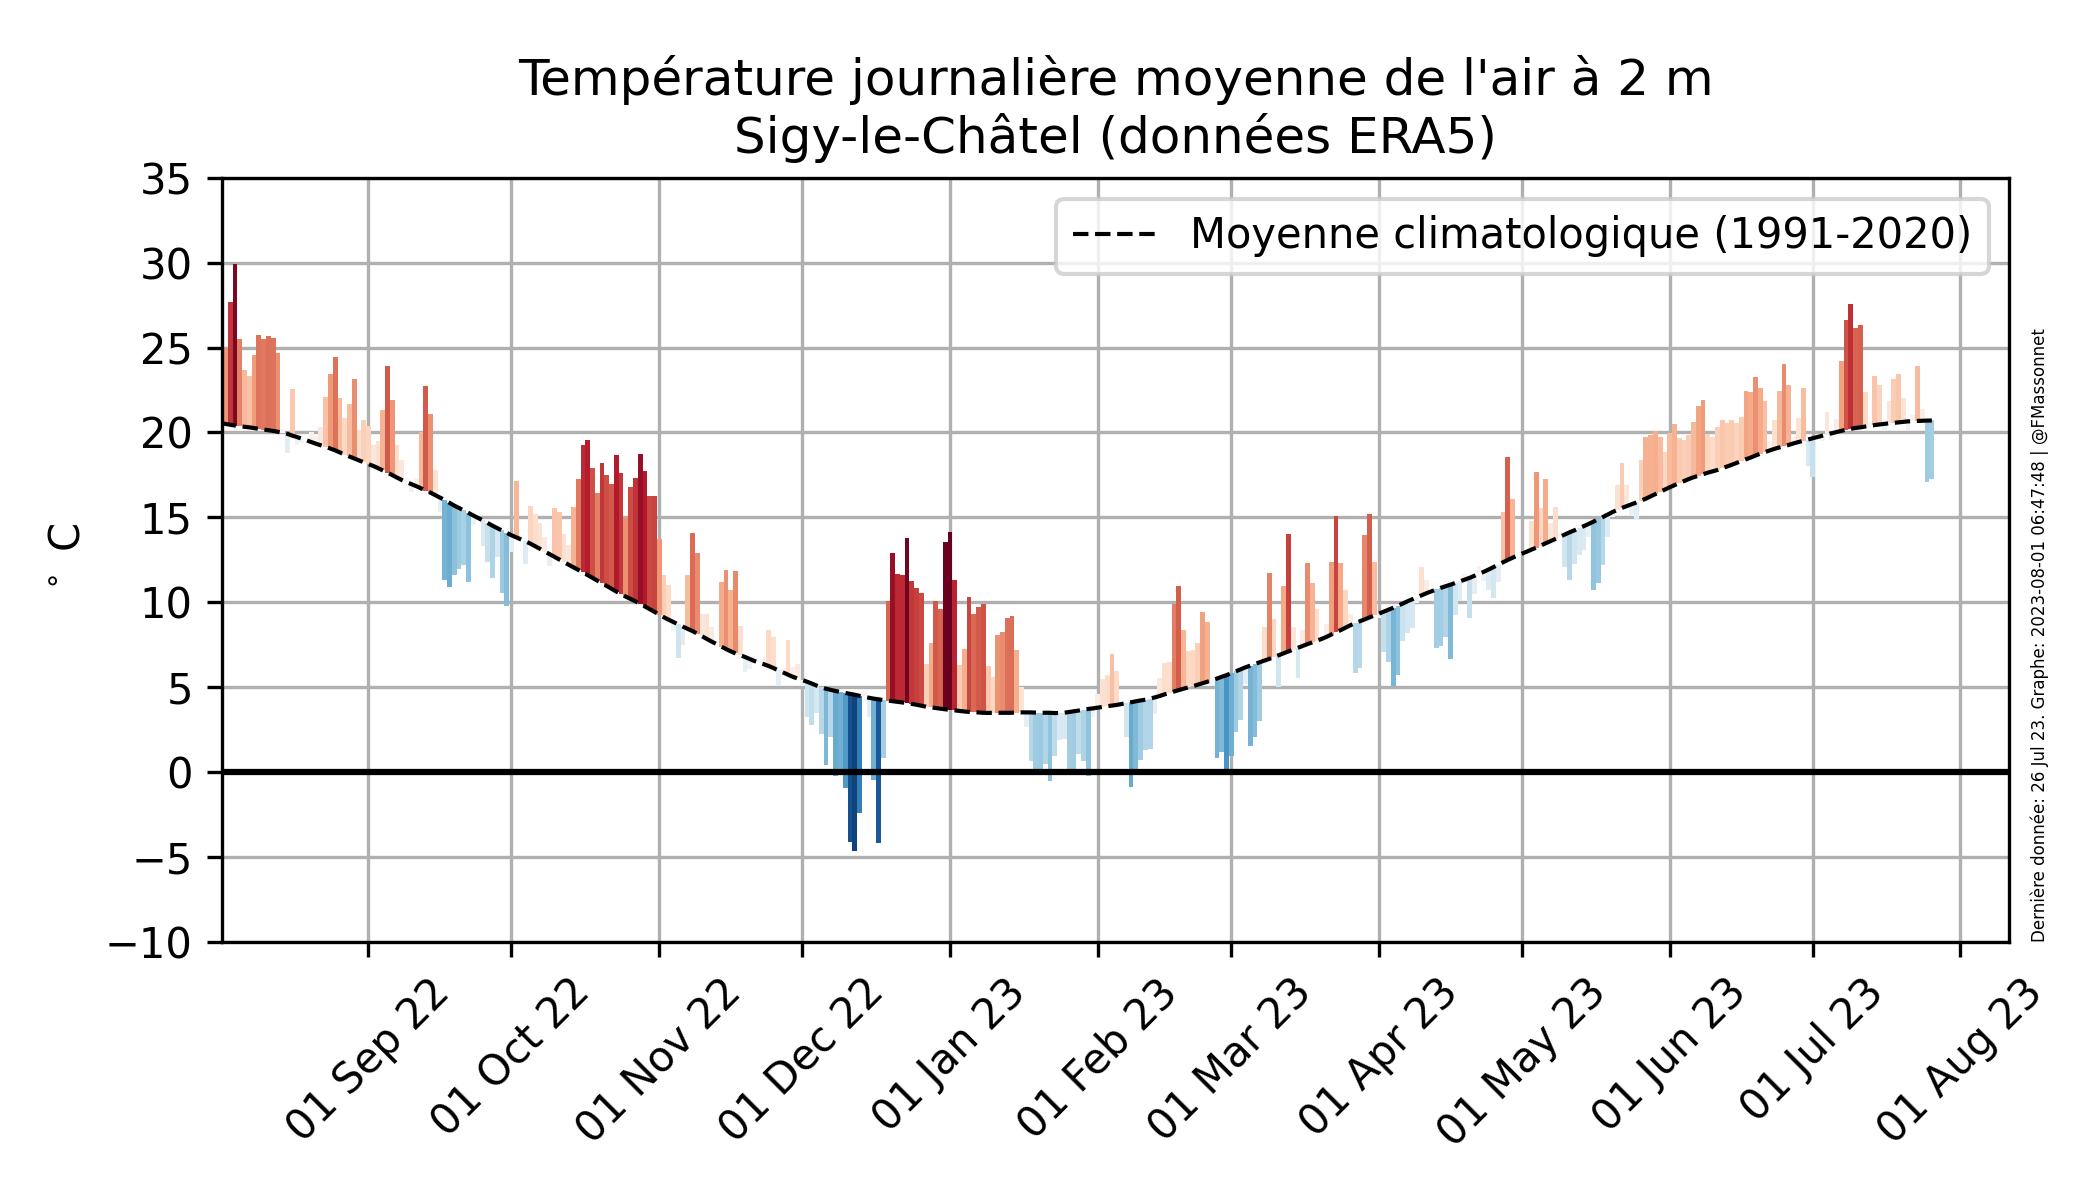 Température journalière moyenne de l'air à 2 m
Sigy-le-Châtel (données ERA5)
35
30
25
20
15
10
5
0
−5
−10
° C
Moyenne climatologique (1991-2020)
01 Sep 22
01 Oct 22
01 Nov 22
01 Dec 22
01 Jan 23
01 Feb 23
01 Mar 23
01 Apr 23
01 May 23
01 Jun 23
01 Jul 23
01 Aug 23
Dernière donnée: 26 Jul 23. Graphe: 2023-08-01 06:47:48 | @FMassonnet